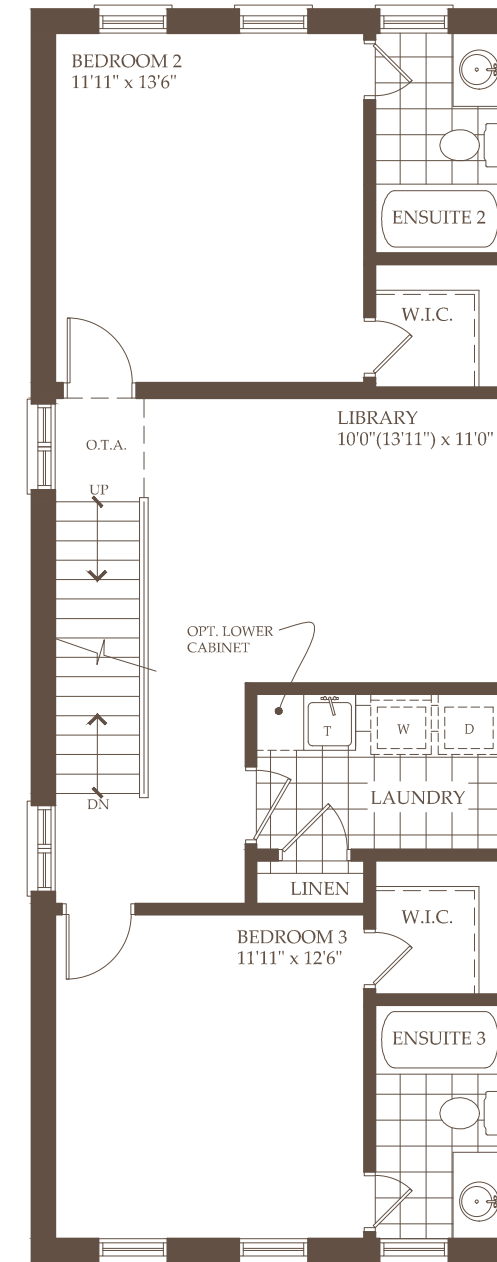 BEDROOM 2
11'11" x 13'6"
ENSUITE 2
W.I.C.
LIBRARY
10'0"(13'11") x 11'0"
O.T.A.
UP
OPT. LOWER
CABINET
T
W
D
LAUNDRY
DN
LINEN
W.I.C.
BEDROOM 3
11'11" x 12'6"
ENSUITE 3